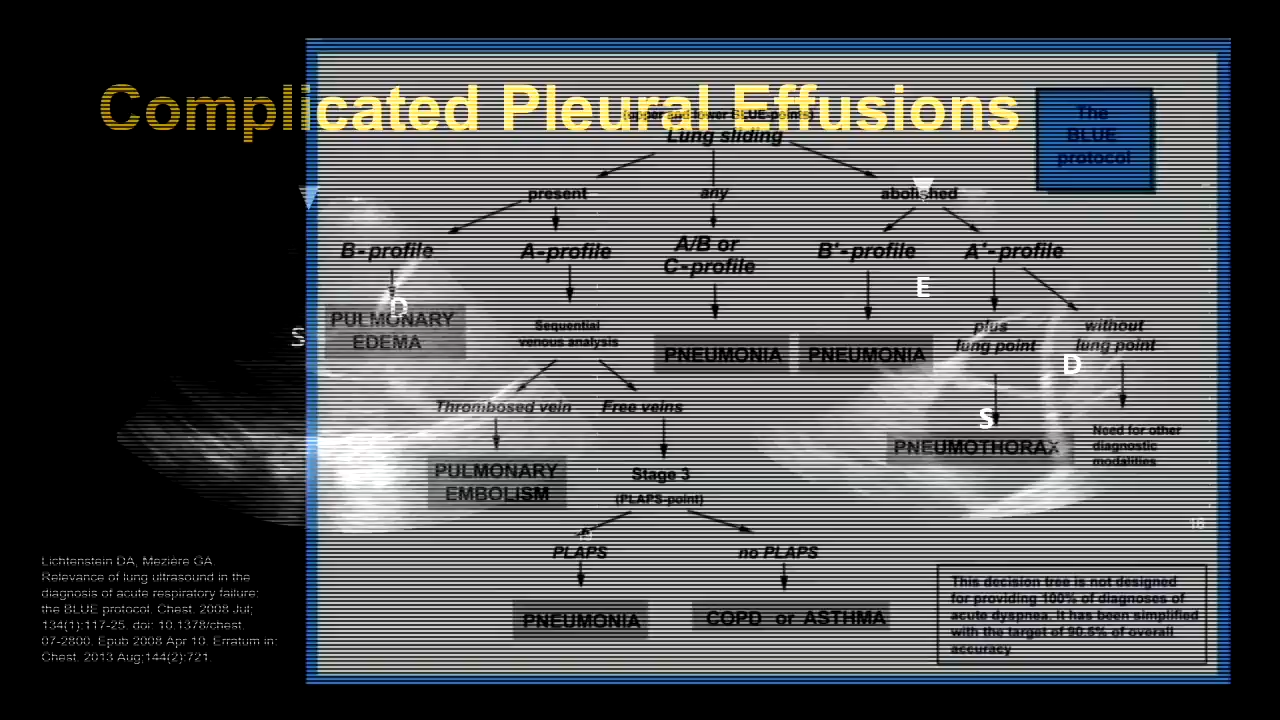 Complicated Pleural Effusions
The
BLUE
protocol
(upper and lower BLUE-points)
Lung sliding
present
any
abolished
B-profile
A-profile
A/B or
C-profile
B'-profile
A'-profile
E
D
S
PULMONARY
EDEMA
Sequential
venous analysis
PNEUMONIA
PNEUMONIA
plus
lung point
without
lung point
D
S
Thrombosed vein
Free veins
PNEUMOTHORAX
Need for other
diagnostic
modalities
PULMONARY
EMBOLISM
Stage 3
(PLAPS-point)
PLAPS
no PLAPS
PNEUMONIA
COPD or ASTHMA
This decision tree is not designed
for providing 100% of diagnoses of
acute dyspnea. It has been simplified
with the target of 90.5% of overall
accuracy
Lichtenstein DA, Mezière GA.
Relevance of lung ultrasound in the
diagnosis of acute respiratory failure:
the BLUE protocol. Chest. 2008 Jul;
134(1):117-25. doi: 10.1378/chest.
07-2800. Epub 2008 Apr 10. Erratum in:
Chest. 2013 Aug;144(2):721.